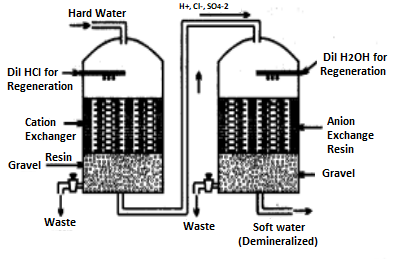 H+, Cl-, SO4-2
Hard Water
Dil HCl for
Regeneration
Dil H2OH for
Regeneration
Cation
Exchanger
Resin
Gravel
Anion
Exchange
Resin
Gravel
Waste
Waste
Soft water
(Demineralized)